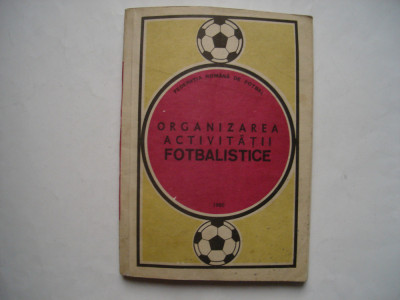 FEDERAȚIA ROMÂNĂ DE FOTBAL
ORGANIZAREA
ACTIVITĂȚII
FOTBALISTICE